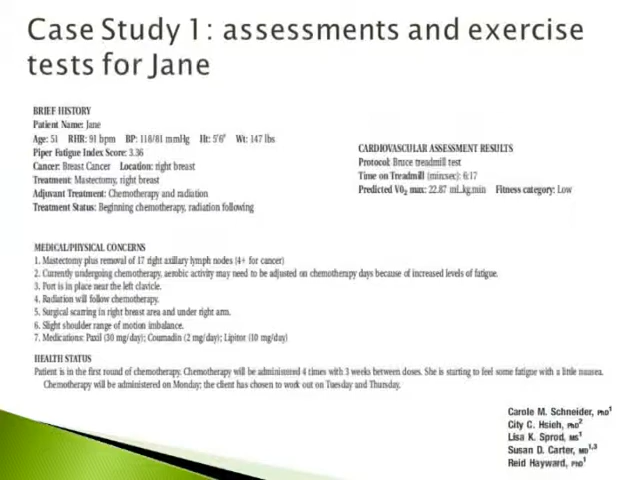 Case Study 1: assessments and exercise
tests for Jane
BRIEF HISTORY
Patient Name: Jane
Age: 51 RHR: 91 bpm BP: 118/81 mmHg Ht: 5'6" Wt: 147 lbs
Piper Fatigue Index Score: 3.36
Cancer: Breast Cancer Location: right breast
Treatment: Mastectomy, right breast
Adjuvant Treatment: Chemotherapy and radiation
Treatment Status: Beginning chemotherapy, radiation following
CARDIOVASCULAR ASSESSMENT RESULTS
Protocol: Bruce treadmill test
Time on Treadmill (min:sec): 6:17
Predicted VO2 max: 22.87 mL.kg.min Fitness category: Low
MEDICAL/PHYSICAL CONCERNS
1. Mastectomy plus removal of 17 right axillary lymph nodes (4+ for cancer)
2. Currently undergoing chemotherapy, aerobic activity may need to be adjusted on chemotherapy days because of increased levels of fatigue.
3. Port is in place near the left clavicle.
4. Radiation will follow chemotherapy.
5. Surgical scarring in right breast area and under right arm.
6. Slight shoulder range of motion imbalance.
7. Medications: Paxil (30 mg/day); Coumadin (2 mg/day); Lipitor (10 mg/day)
HEALTH STATUS
Patient is in the first round of chemotherapy. Chemotherapy will be administered 4 times with 3 weeks between doses. She is starting to feel some fatigue with a little nausea.
Chemotherapy will be administered on Monday; the client has chosen to work out on Tuesday and Thursday.
Carole M. Schneider, PhD1
City C. Hsieh, PhD2
Lisa K. Sprod, MS1
Susan D. Carter, MD1,3
Reid Hayward, PhD1